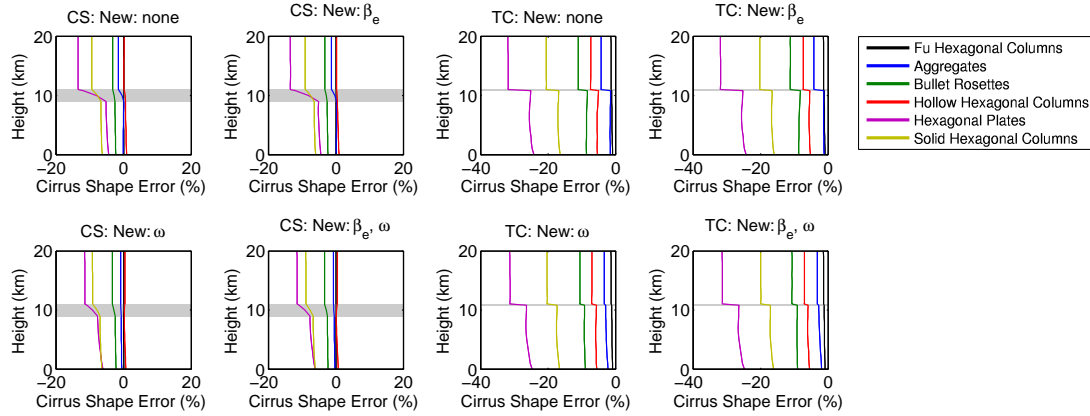 CS: New: none
20
10
0
Height (km)
−20
0
20
Cirrus Shape Error (%)
CS: New: βe
20
10
0
Height (km)
−20
0
20
Cirrus Shape Error (%)
TC: New: none
20
10
0
Height (km)
−40
−20
0
Cirrus Shape Error (%)
TC: New: βe
20
10
0
Height (km)
−40
−20
0
Cirrus Shape Error (%)
Fu Hexagonal Columns
Aggregates
Bullet Rosettes
Hollow Hexagonal Columns
Hexagonal Plates
Solid Hexagonal Columns
CS: New: ω
20
10
0
Height (km)
−20
0
20
Cirrus Shape Error (%)
CS: New: βe, ω
20
10
0
Height (km)
−20
0
20
Cirrus Shape Error (%)
TC: New: ω
20
10
0
Height (km)
−40
−20
0
Cirrus Shape Error (%)
TC: New: βe, ω
20
10
0
Height (km)
−40
−20
0
Cirrus Shape Error (%)